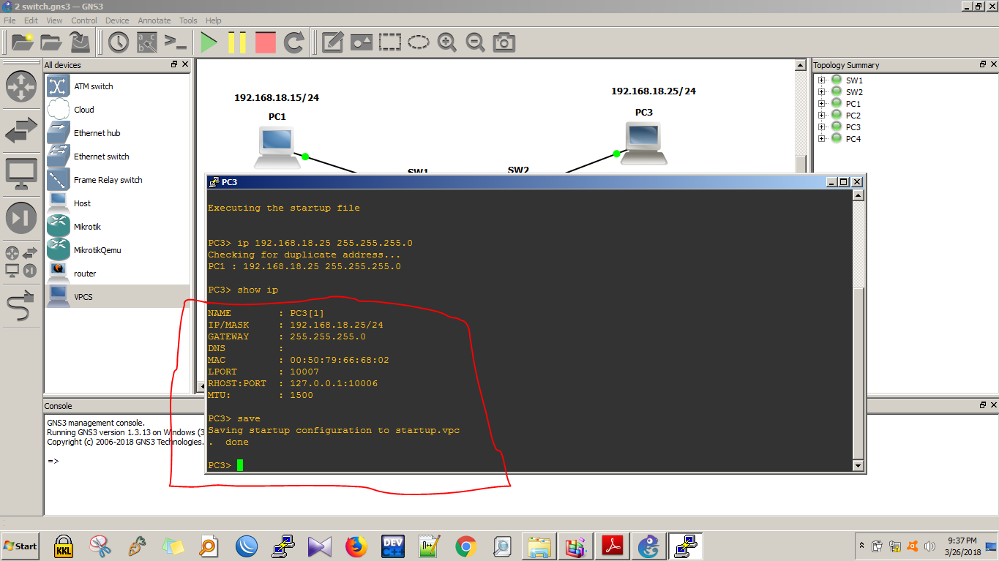 2 switch.gns3 — GNS3
File Edit View Control Device Annotate Tools Help
All devices
ATM switch
Cloud
Ethernet hub
Ethernet switch
Frame Relay switch
Host
Mikrotik
MikrotikQemu
router
VPCS
192.168.18.15/24
PC1
192.168.18.25/24
PC3
SW1
SW2
Topology Summary
SW1
SW2
PC1
PC2
PC3
PC4
PC3
Executing the startup file
PC3> ip 192.168.18.25 255.255.255.0
Checking for duplicate address...
PC1 : 192.168.18.25 255.255.255.0
PC3> show ip
NAME : PC3[1]
IP/MASK : 192.168.18.25/24
GATEWAY : 255.255.255.0
DNS :
MAC : 00:50:79:66:68:02
LPORT : 10007
RHOST:PORT : 127.0.0.1:10006
MTU: : 1500
PC3> save
Saving startup configuration to startup.vpc
. done
PC3>
Console
GNS3 management console.
Running GNS3 version 1.3.13 on Windows (3
Copyright (c) 2006-2018 GNS3 Technologies.
=>
Start
KKL
DEV
C++
9:37 PM
3/26/2018